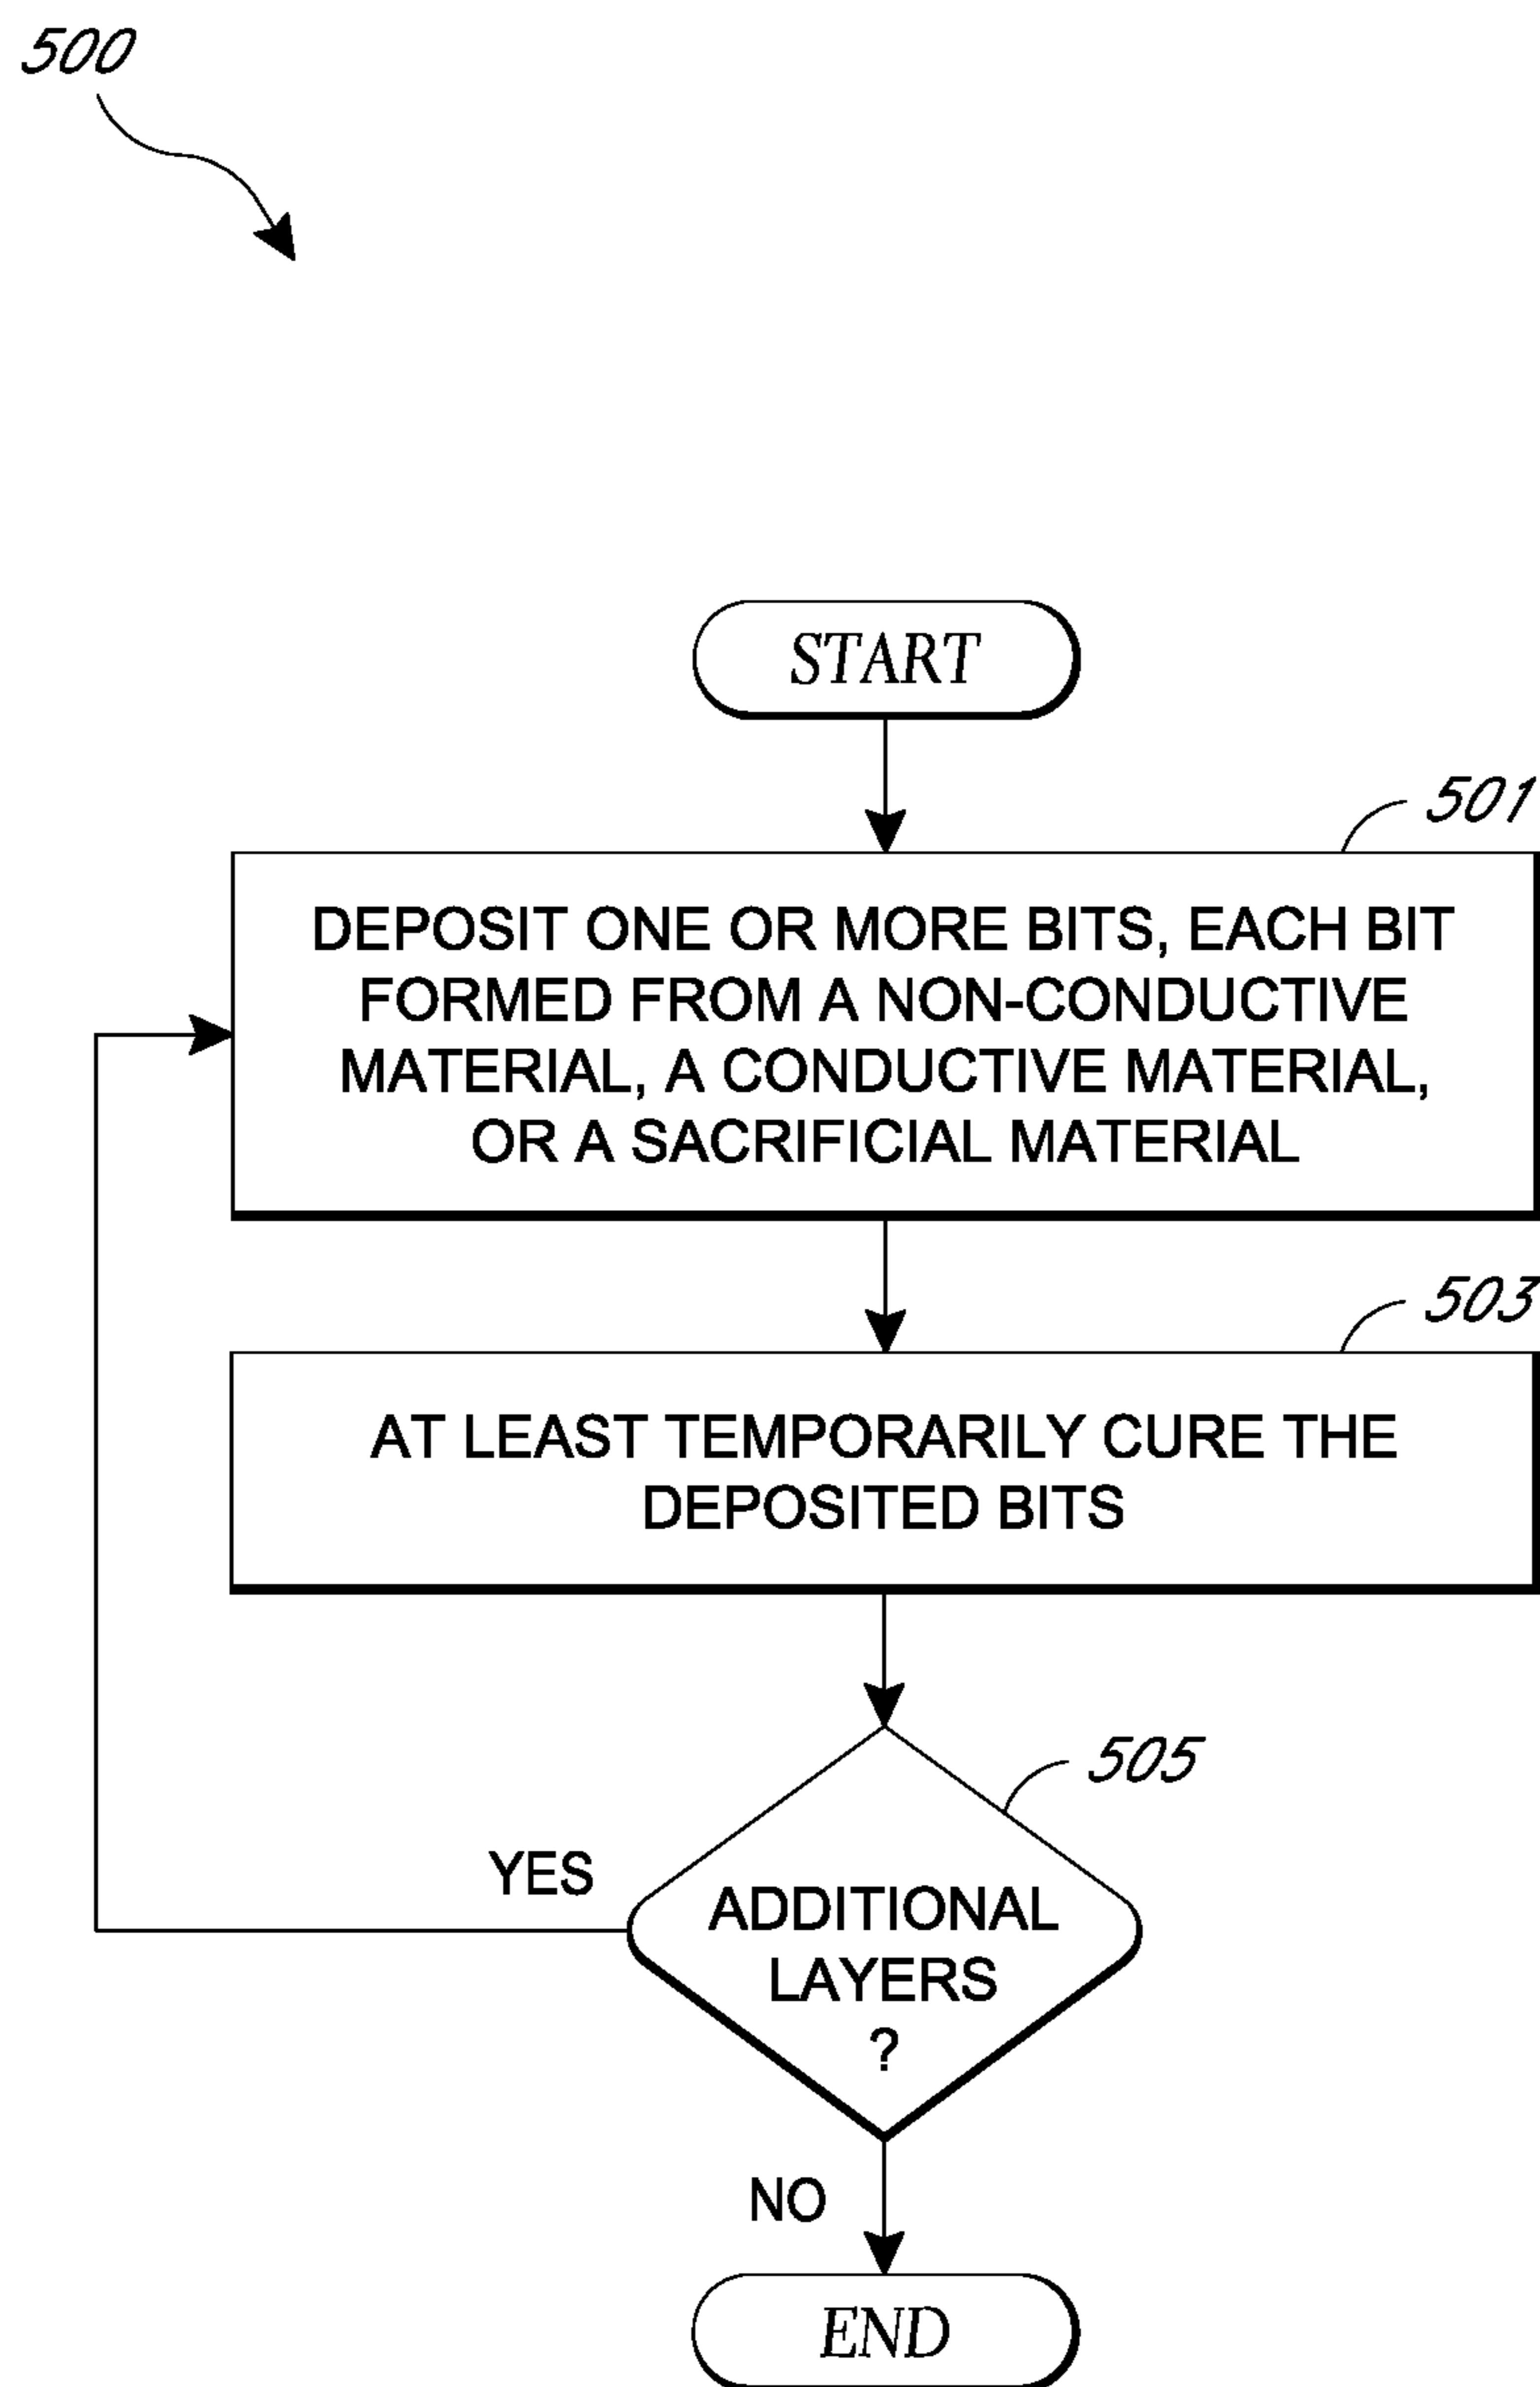 500
START
501
DEPOSIT ONE OR MORE BITS, EACH BIT
FORMED FROM A NON-CONDUCTIVE
MATERIAL, A CONDUCTIVE MATERIAL,
OR A SACRIFICIAL MATERIAL
503
AT LEAST TEMPORARILY CURE THE
DEPOSITED BITS
505
YES
ADDITIONAL
LAYERS
?
NO
END